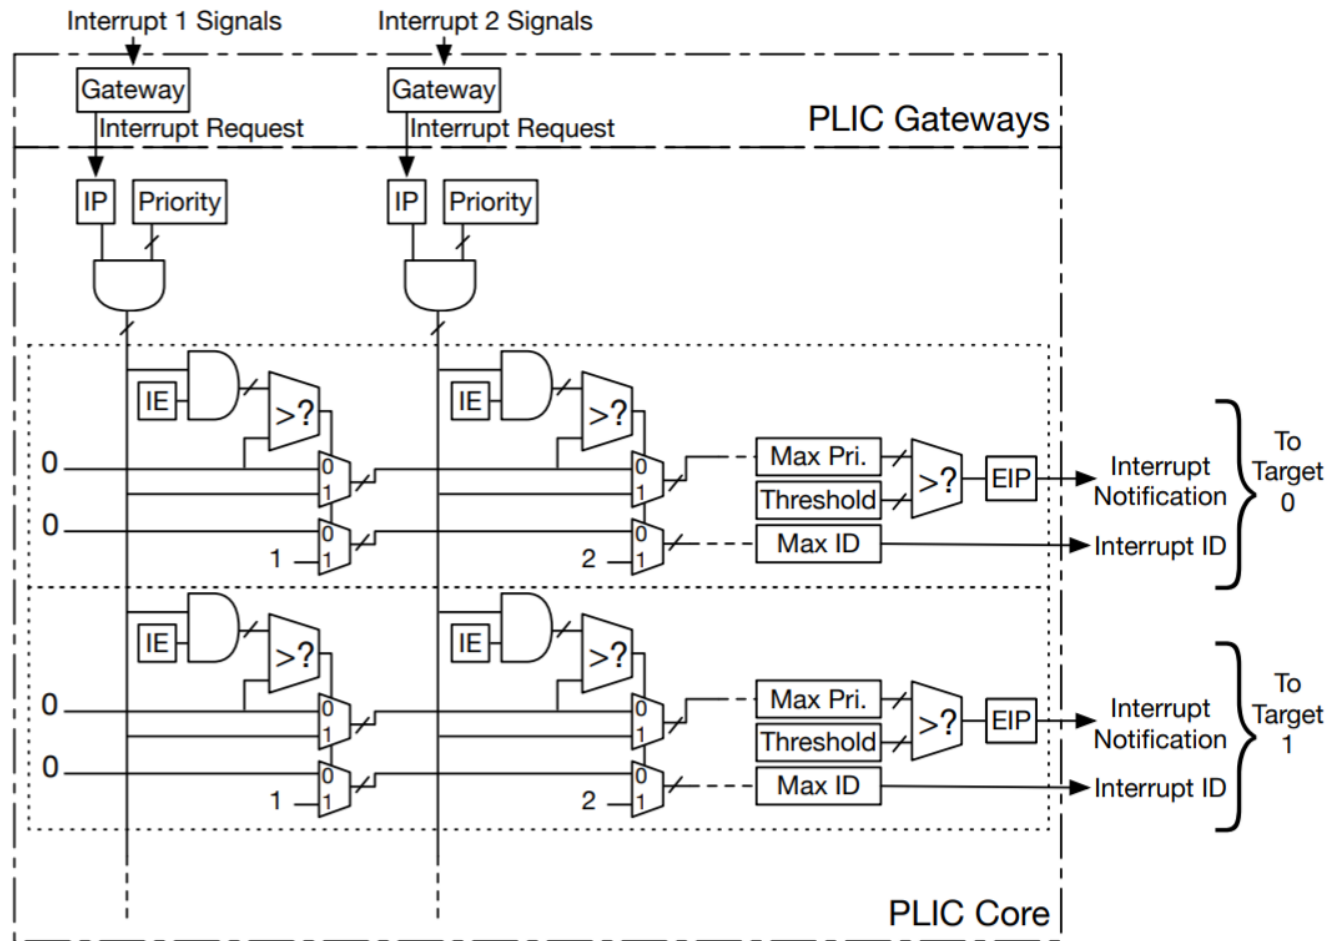 Interrupt 1 Signals
Interrupt 2 Signals
Gateway
Gateway
Interrupt Request
Interrupt Request
PLIC Gateways
IP
Priority
IP
Priority
IE
>?
IE
>?
0
0
1
0
1
Max Pri.
Threshold
>?
EIP
Interrupt
Notification
To
Target
0
0
0
1
1
0
2
1
Max ID
Interrupt ID
IE
>?
IE
>?
0
0
1
0
1
Max Pri.
Threshold
>?
EIP
Interrupt
Notification
To
Target
1
0
0
1
1
0
2
1
Max ID
Interrupt ID
PLIC Core